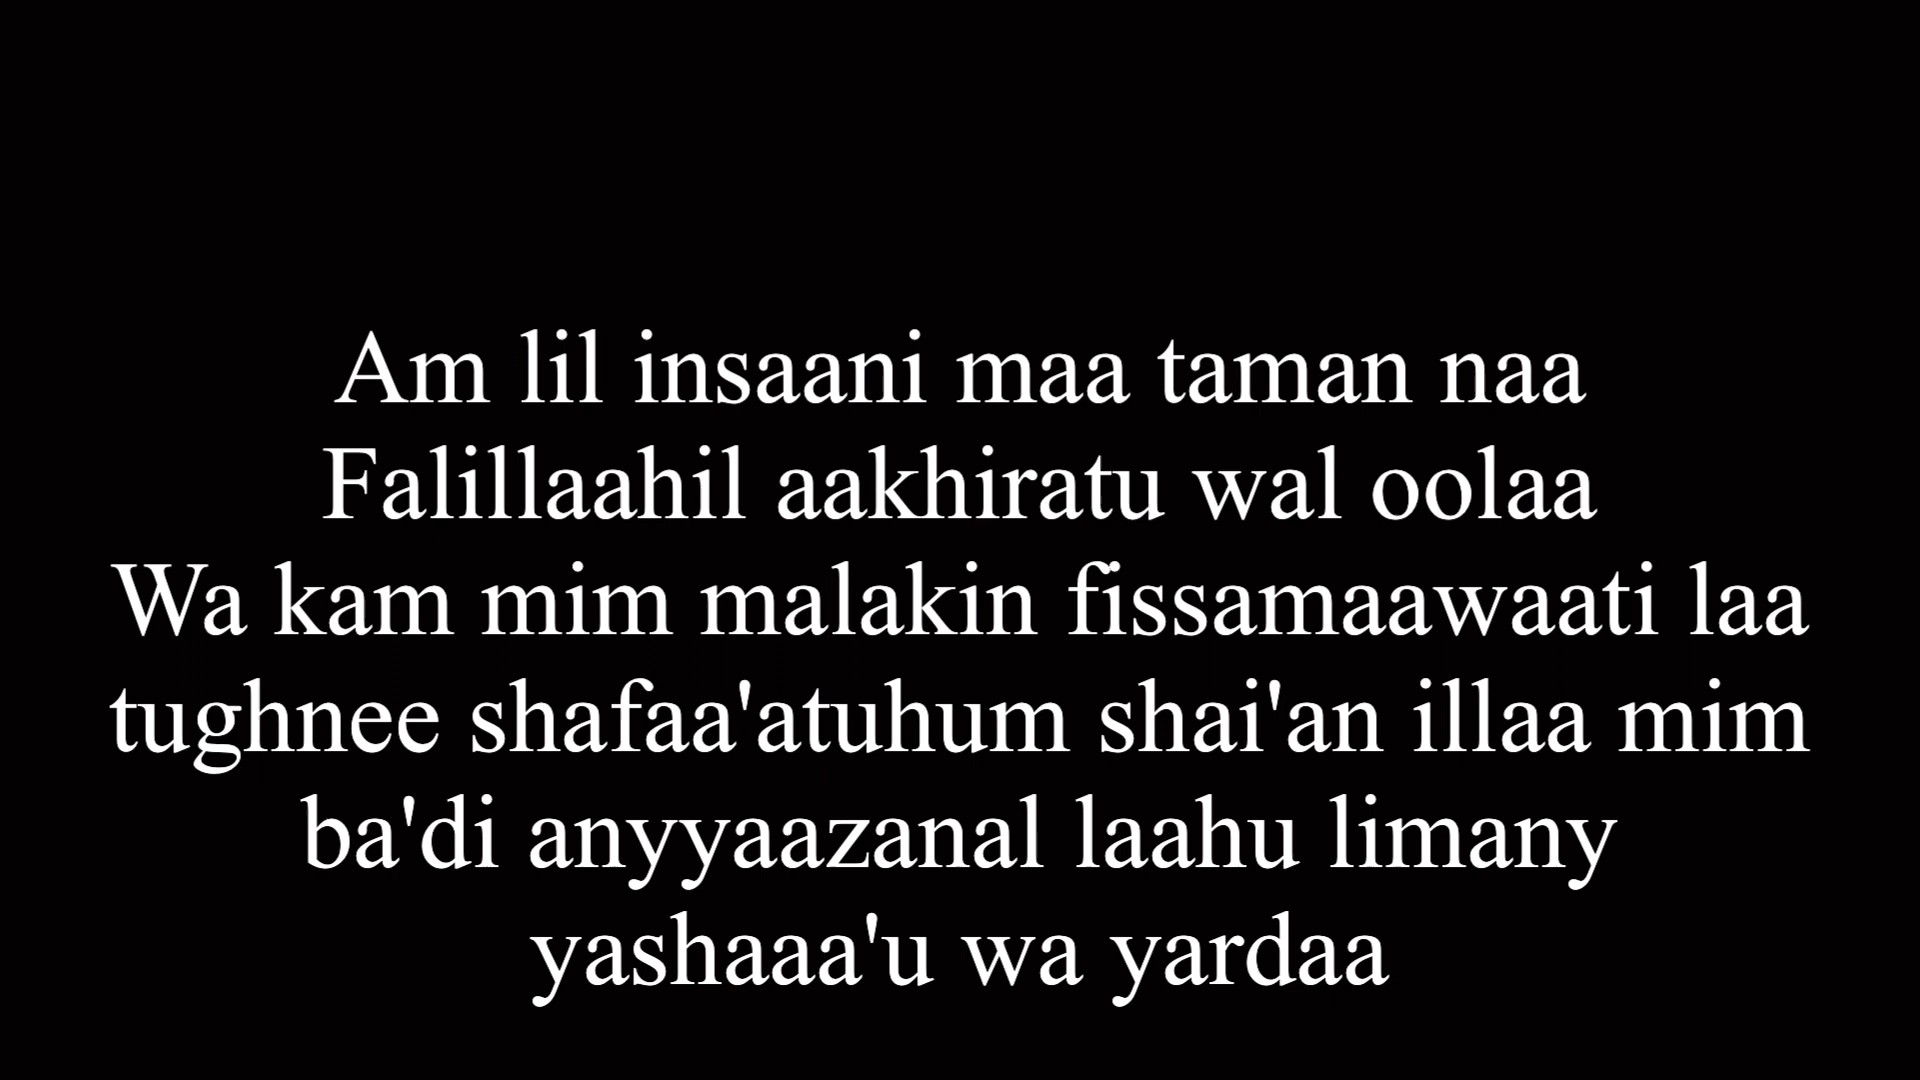 Am lil insaani maa taman naa
Falillaahil aakhiratu wal oolaa
Wa kam mim malakin fissamaawaati laa
tughnee shafaa'atuhum shai'an illaa mim
ba'di anyyaazanal laahu limany
yashaaa'u wa yardaa